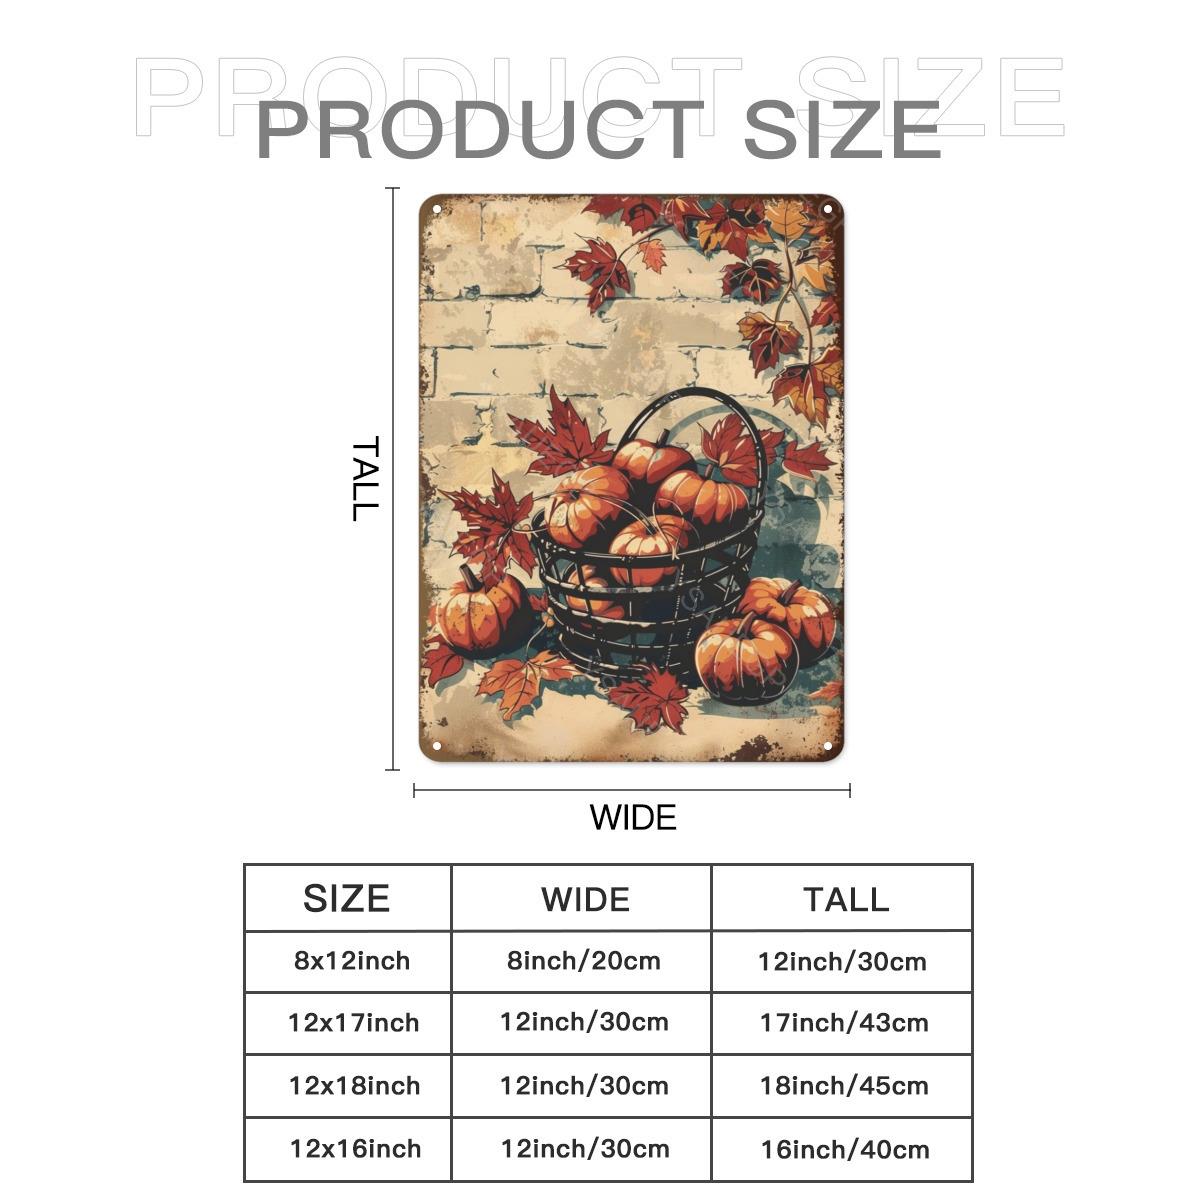 PRODUCT SIZE
PRODUCT SIZE
TALL
WIDE
SIZE WIDE TALL
8x12inch 8inch/20cm 12inch/30cm
12x17inch 12inch/30cm 17inch/43cm
12x18inch 12inch/30cm 18inch/45cm
12x16inch 12inch/30cm 16inch/40cm